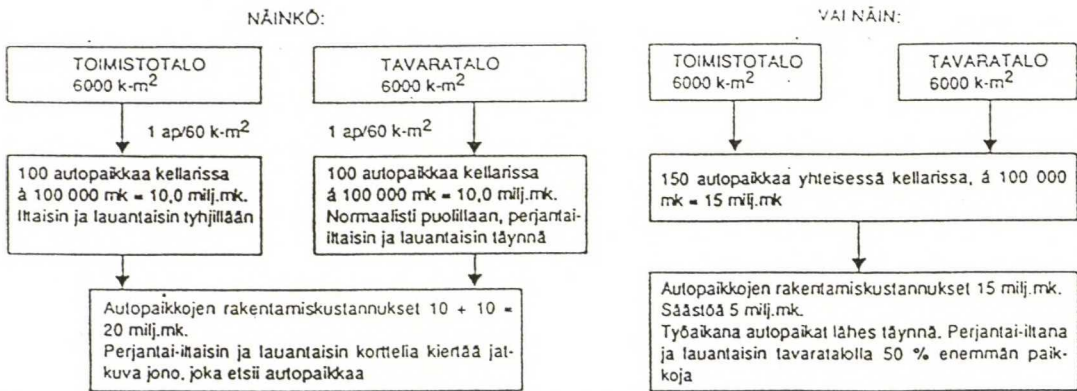 NÄINKÖ:
TOIMISTOTALO
6000 k-m²
TAVARATALO
6000 k-m²
1 ap/60 k-m²
1 ap/60 k-m²
100 autopaikkaa kellarissa
á 100 000 mk = 10,0 milj.mk.
Iltaisin ja lauantaisin tyhjillään
100 autopaikkaa kellarissa
á 100 000 mk = 10,0 milj.mk.
Normaalisti puolillaan, perjantai-
iltaisin ja lauantaisin täynnä
Autopaikkojen rakentamiskustannukset 10 + 10 =
20 milj.mk.
Perjantai-iltaisin ja lauantaisin korttelia kiertää jat-
kuva jono, joka etsii autopaikkaa
VAI NÄIN:
TOIMISTOTALO
6000 k-m²
TAVARATALO
6000 k-m²
150 autopaikkaa yhteisessä kellarissa, á 100 000
mk = 15 milj.mk
Autopaikkojen rakentamiskustannukset 15 milj.mk.
Säästöä 5 milj.mk.
Työaikana autopaikat lähes täynnä. Perjantai-iltana
ja lauantaisin tavaratalolla 50 % enemmän paik-
koja